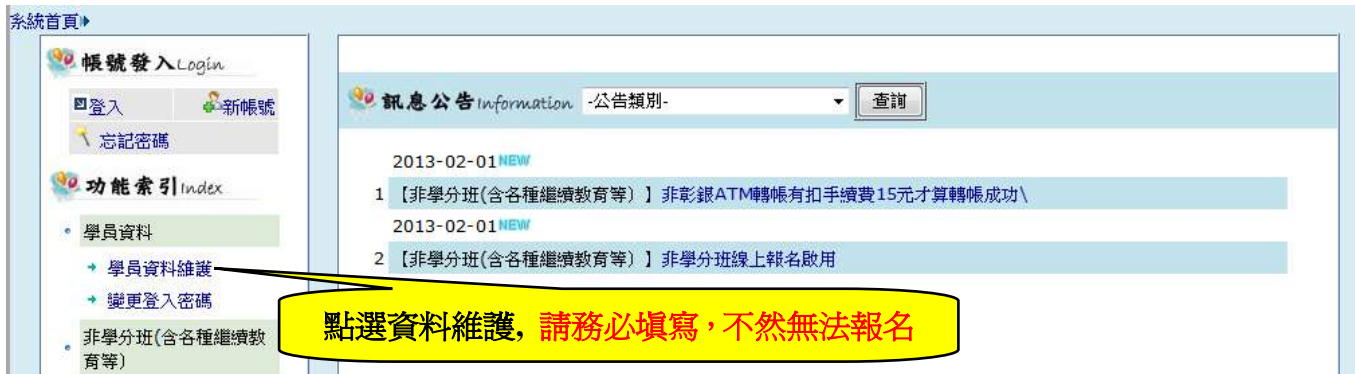 系統首頁
帳號登入Login
登入
新帳號
忘記密碼
功能索引Index
學員資料
學員資料維護
變更登入密碼
非學分班(含各種繼續教
育等)
訊息公告Information
-公告類別-
查詢
2013-02-01NEW
1 【非學分班(含各種繼續教育等)】非彰銀ATM轉帳有扣手續費15元才算轉帳成功\
2013-02-01NEW
2 【非學分班(含各種繼續教育等)】非學分班線上報名啟用
點選資料維護, 請務必填寫，不然無法報名